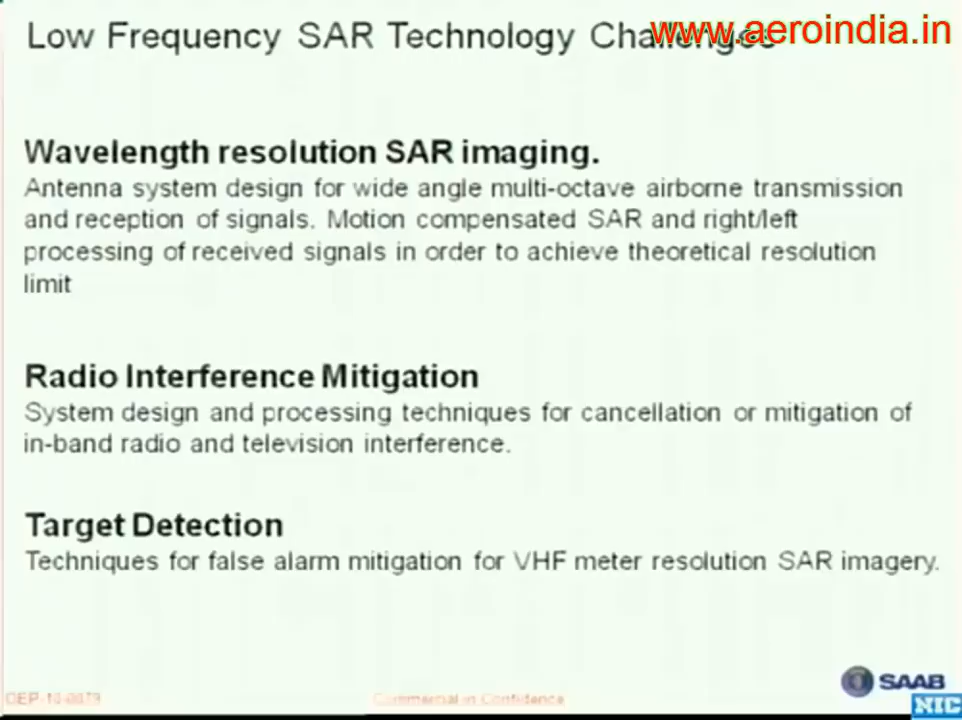 Low Frequency SAR Technology Challenges
www.aeroindia.in
Wavelength resolution SAR imaging.
Antenna system design for wide angle multi-octave airborne transmission
and reception of signals. Motion compensated SAR and right/left
processing of received signals in order to achieve theoretical resolution
limit
Radio Interference Mitigation
System design and processing techniques for cancellation or mitigation of
in-band radio and television interference.
Target Detection
Techniques for false alarm mitigation for VHF meter resolution SAR imagery.
Commercial in Confidence
SAAB
NIC